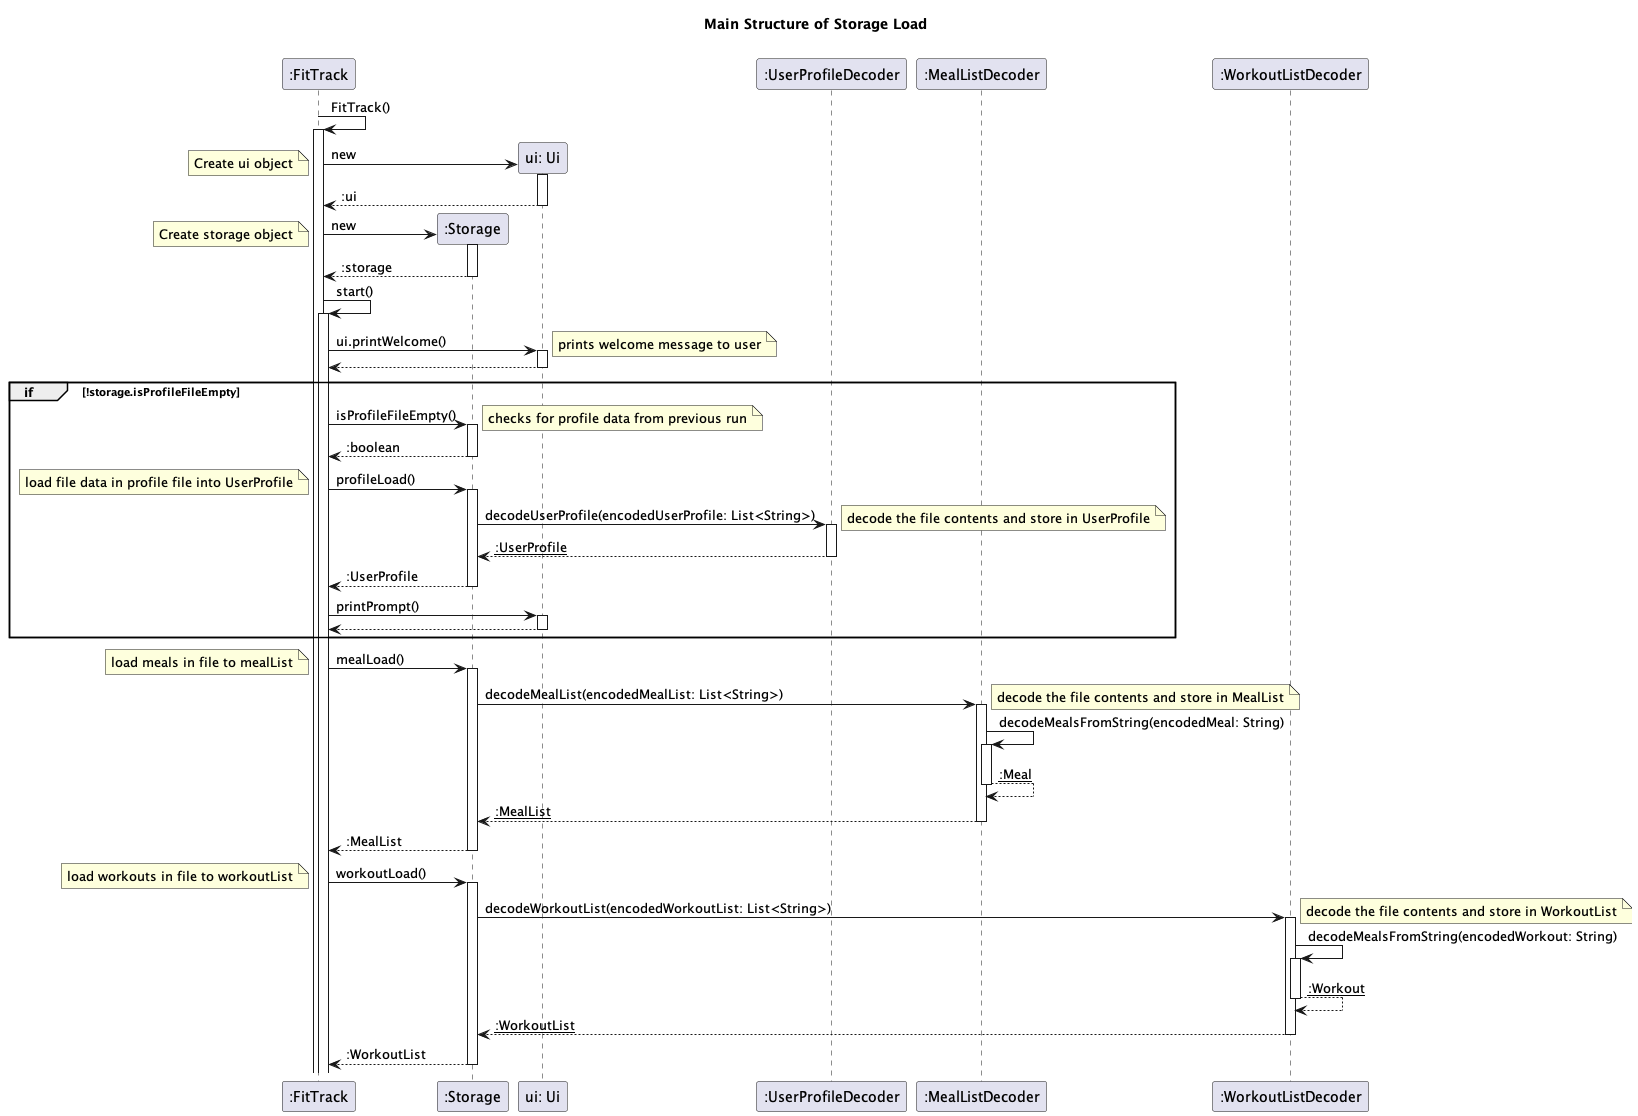 Main Structure of Storage Load
:FitTrack
:UserProfileDecoder
:MealListDecoder
:WorkoutListDecoder
FitTrack()
Create ui object
new
ui: Ui
:ui
Create storage object
new
:Storage
:storage
start()
ui.printWelcome()
prints welcome message to user
if
[!storage.isProfileFileEmpty]
isProfileFileEmpty()
checks for profile data from previous run
:boolean
load file data in profile file into UserProfile
profileLoad()
decodeUserProfile(encodedUserProfile: List<String>)
decode the file contents and store in UserProfile
:UserProfile
:UserProfile
printPrompt()
load meals in file to mealList
mealLoad()
decodeMealList(encodedMealList: List<String>)
decode the file contents and store in MealList
decodeMealsFromString(encodedMeal: String)
:Meal
:MealList
:MealList
load workouts in file to workoutList
workoutLoad()
decodeWorkoutList(encodedWorkoutList: List<String>)
decode the file contents and store in WorkoutList
decodeMealsFromString(encodedWorkout: String)
:Workout
:WorkoutList
:WorkoutList
:FitTrack
:Storage
ui: Ui
:UserProfileDecoder
:MealListDecoder
:WorkoutListDecoder